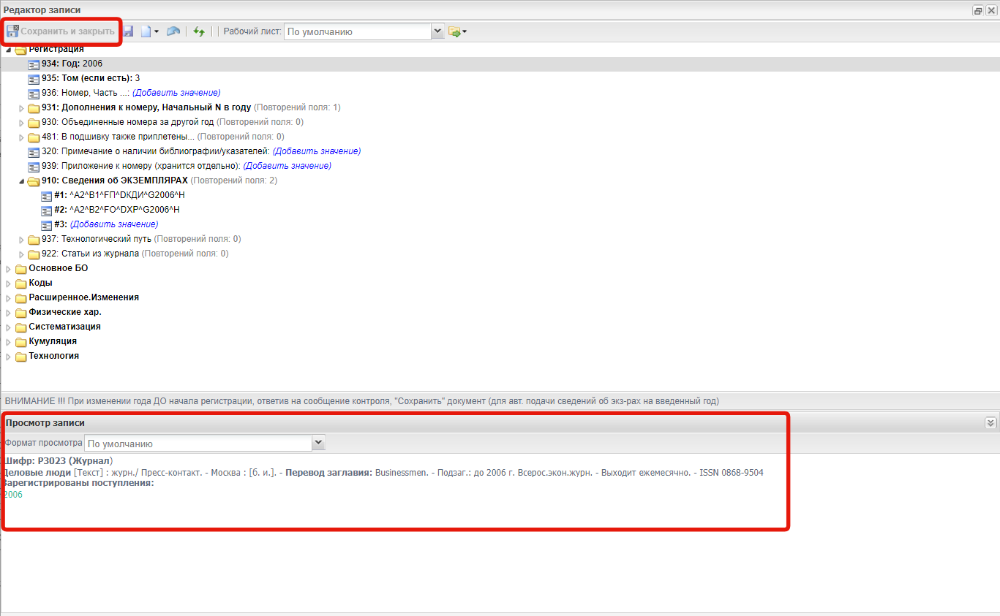 Редактор записи
Сохранить и закрыть Рабочий лист: По умолчанию
Регистрация
934: Год: 2006
935: Том (если есть): 3
936: Номер, Часть ...: (Добавить значение)
931: Дополнения к номеру, Начальный N в году (Повторений поля: 1)
930: Объединенные номера за другой год (Повторений поля: 0)
481: В подшивку также приплетены... (Повторений поля: 0)
320: Примечание о наличии библиографии/указателей: (Добавить значение)
939: Приложение к номеру (хранится отдельно): (Добавить значение)
910: Сведения об ЭКЗЕМПЛЯРАХ (Повторений поля: 2)
#1: ^A2^B1^FП^DКДИ^G2006^H
#2: ^A2^B2^FО^DХР^G2006^H
#3: (Добавить значение)
937: Технологический путь (Повторений поля: 0)
922: Статьи из журнала (Повторений поля: 0)
Основное БО
Коды
Расширенное.Изменения
Физические хар.
Систематизация
Кумуляция
Технология
ВНИМАНИЕ !!! При изменении года ДО начала регистрации, ответив на сообщение контроля, "Сохранить" документ (для авт. подачи сведений об экз-рах на введенный год)
Просмотр записи
Формат просмотра По умолчанию
Шифр: Р3023 (Журнал)
Деловые люди [Текст] : журн./ Пресс-контакт. - Москва : [б. и.]. - Перевод заглавия: Businessmen. - Подзаг.: до 2006 г. Всерос.экон.журн. - Выходит ежемесячно. - ISSN 0868-9504
Зарегистрированы поступления:
2006